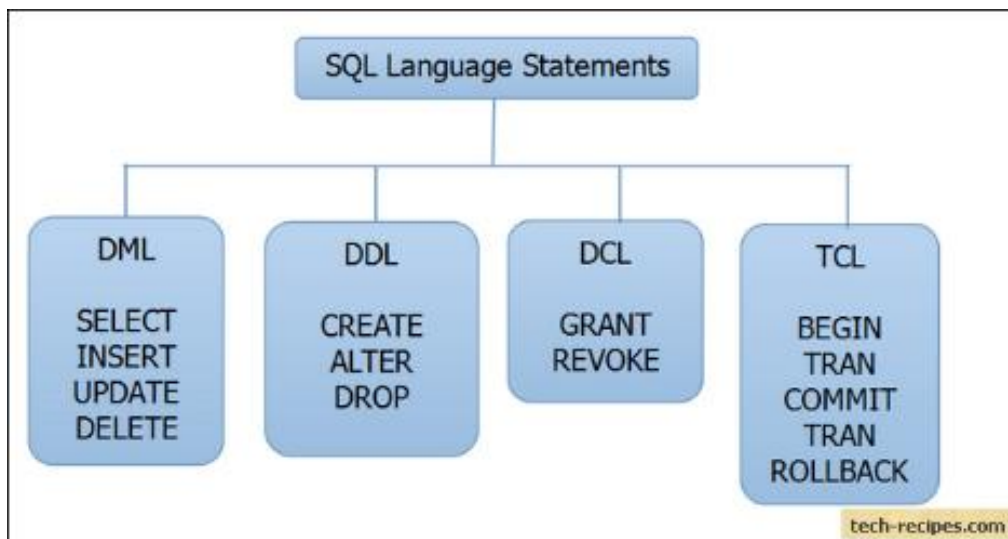 SQL Language Statements
DML
SELECT
INSERT
UPDATE
DELETE
DDL
CREATE
ALTER
DROP
DCL
GRANT
REVOKE
TCL
BEGIN
TRAN
COMMIT
TRAN
ROLLBACK
tech-recipes.com